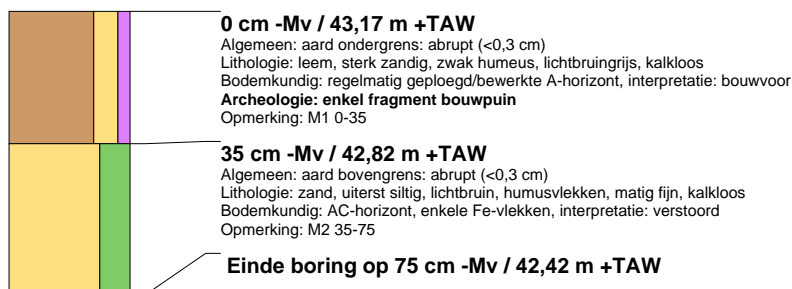 0 cm -Mv / 43,17 m +TAW
Algemeen: aard ondergrens: abrupt (<0,3 cm)
Lithologie: leem, sterk zandig, zwak humeus, lichtbruingrijs, kalkloos
Bodemkundig: regelmatig geploegd/bewerkte A-horizont, interpretatie: bouwvoor
Archeologie: enkel fragment bouwpuin
Opmerking: M1 0-35
35 cm -Mv / 42,82 m +TAW
Algemeen: aard bovengrens: abrupt (<0,3 cm)
Lithologie: zand, uiterst siltig, lichtbruin, humusvlekken, matig fijn, kalkloos
Bodemkundig: AC-horizont, enkele Fe-vlekken, interpretatie: verstoord
Opmerking: M2 35-75
Einde boring op 75 cm -Mv / 42,42 m +TAW